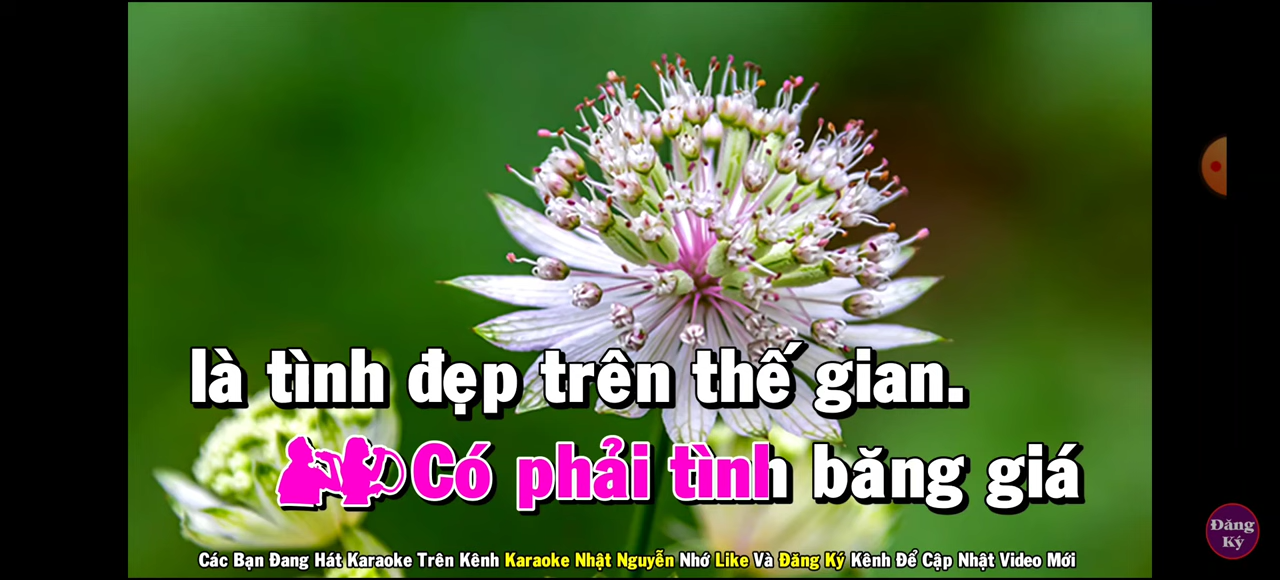 là tình đẹp trên thế gian.
Có phải tình băng giá
Các Bạn Đang Hát Karaoke Trên Kênh Karaoke Nhật Nguyễn Nhớ Like Và Đăng Ký Kênh Để Cập Nhật Video Mới
Đăng
Ký